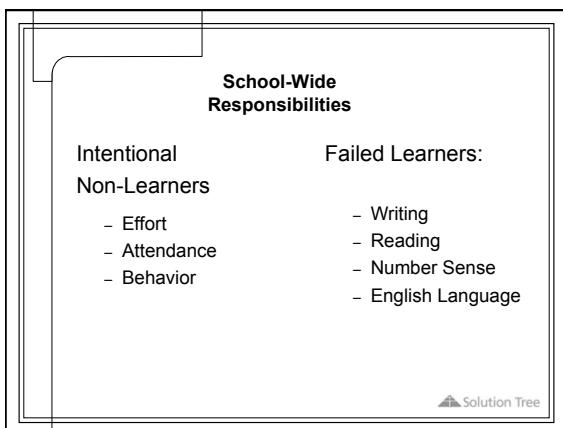 School-Wide
Responsibilities
Intentional
Non-Learners
– Effort
– Attendance
– Behavior
Failed Learners:
– Writing
– Reading
– Number Sense
– English Language
Solution Tree